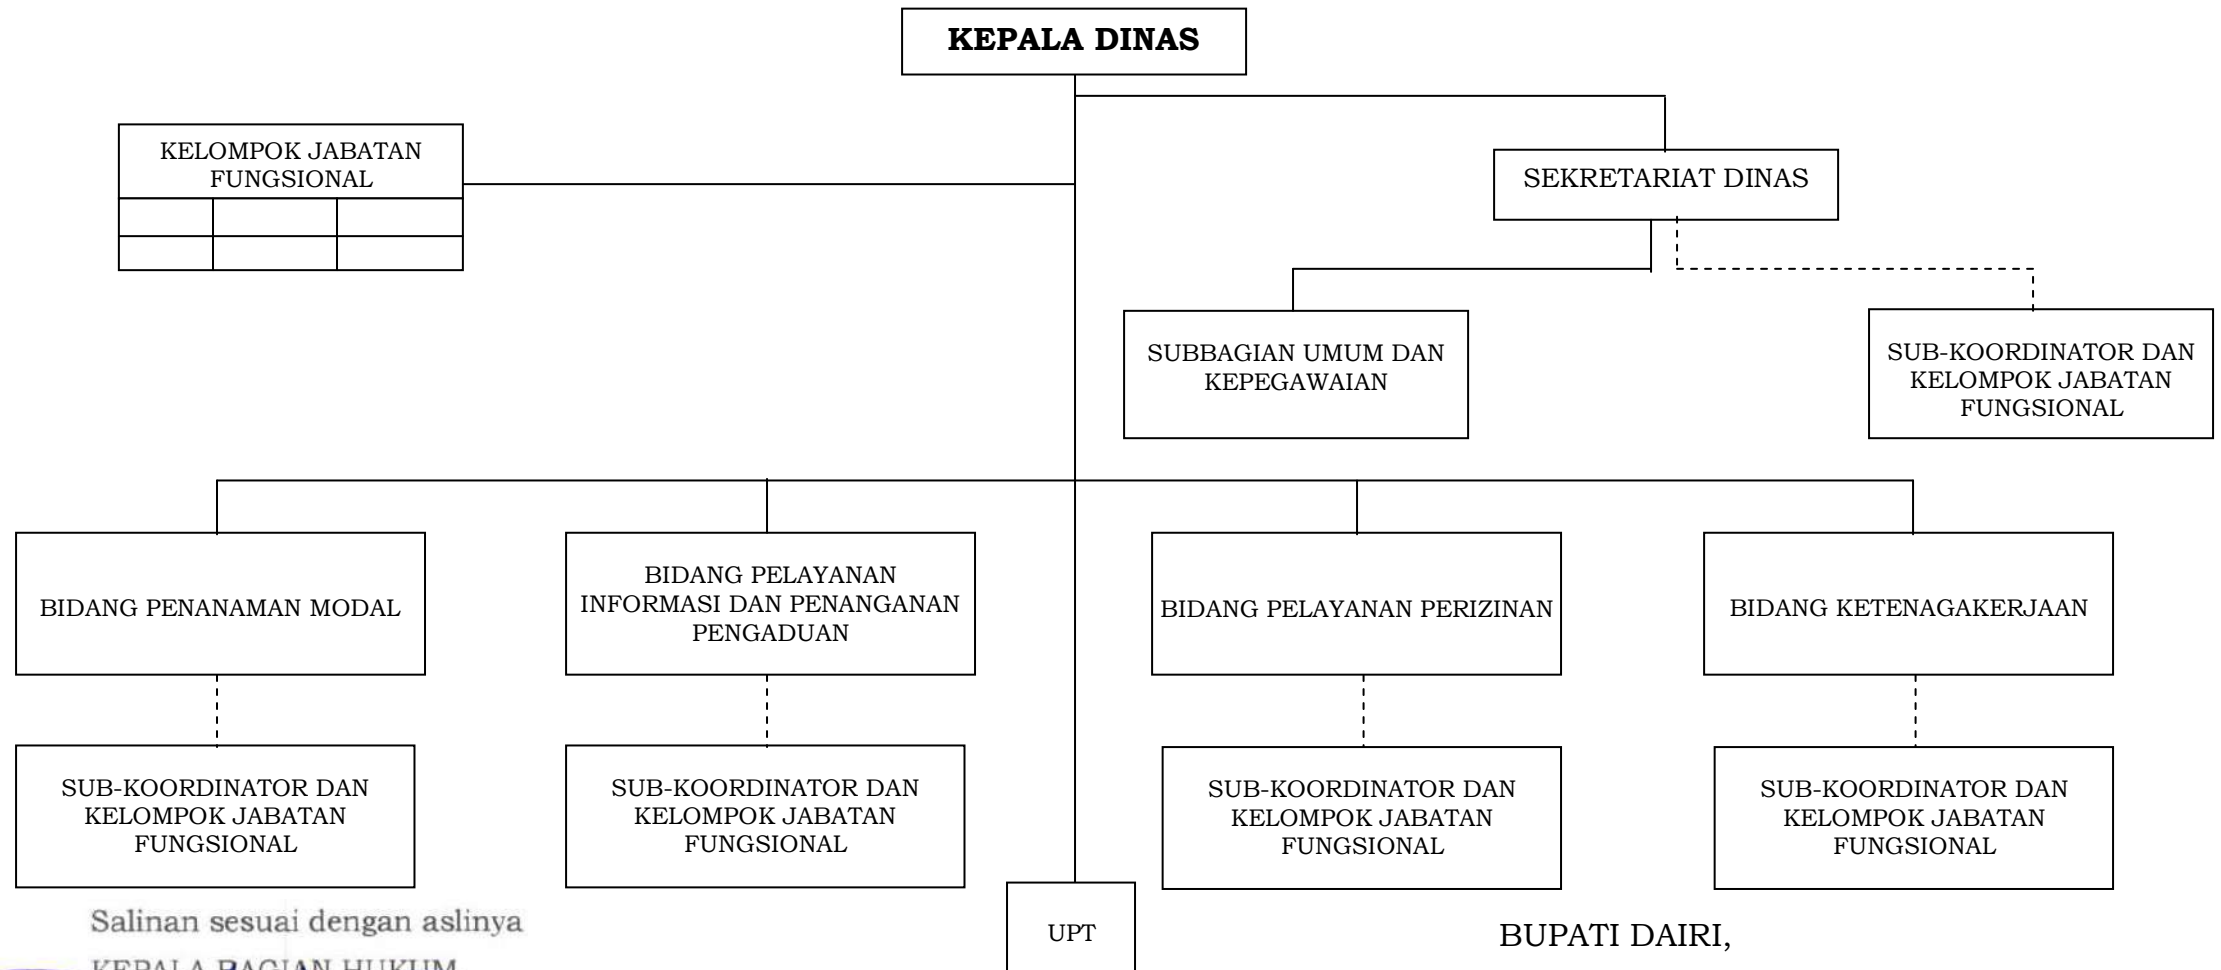 KEPALA DINAS
KELOMPOK JABATAN
FUNGSIONAL
SEKRETARIAT DINAS
SUBBAGIAN UMUM DAN
KEPEGAWAIAN
SUB-KOORDINATOR DAN
KELOMPOK JABATAN
FUNGSIONAL
BIDANG PENANAMAN MODAL
BIDANG PELAYANAN
INFORMASI DAN PENANGANAN
PENGADUAN
BIDANG PELAYANAN PERIZINAN
BIDANG KETENAGAKERJAAN
SUB-KOORDINATOR DAN
KELOMPOK JABATAN
FUNGSIONAL
SUB-KOORDINATOR DAN
KELOMPOK JABATAN
FUNGSIONAL
SUB-KOORDINATOR DAN
KELOMPOK JABATAN
FUNGSIONAL
SUB-KOORDINATOR DAN
KELOMPOK JABATAN
FUNGSIONAL
Salinan sesuai dengan aslinya
KEPALA BAGIAN HUKUM
UPT
BUPATI DAIRI,